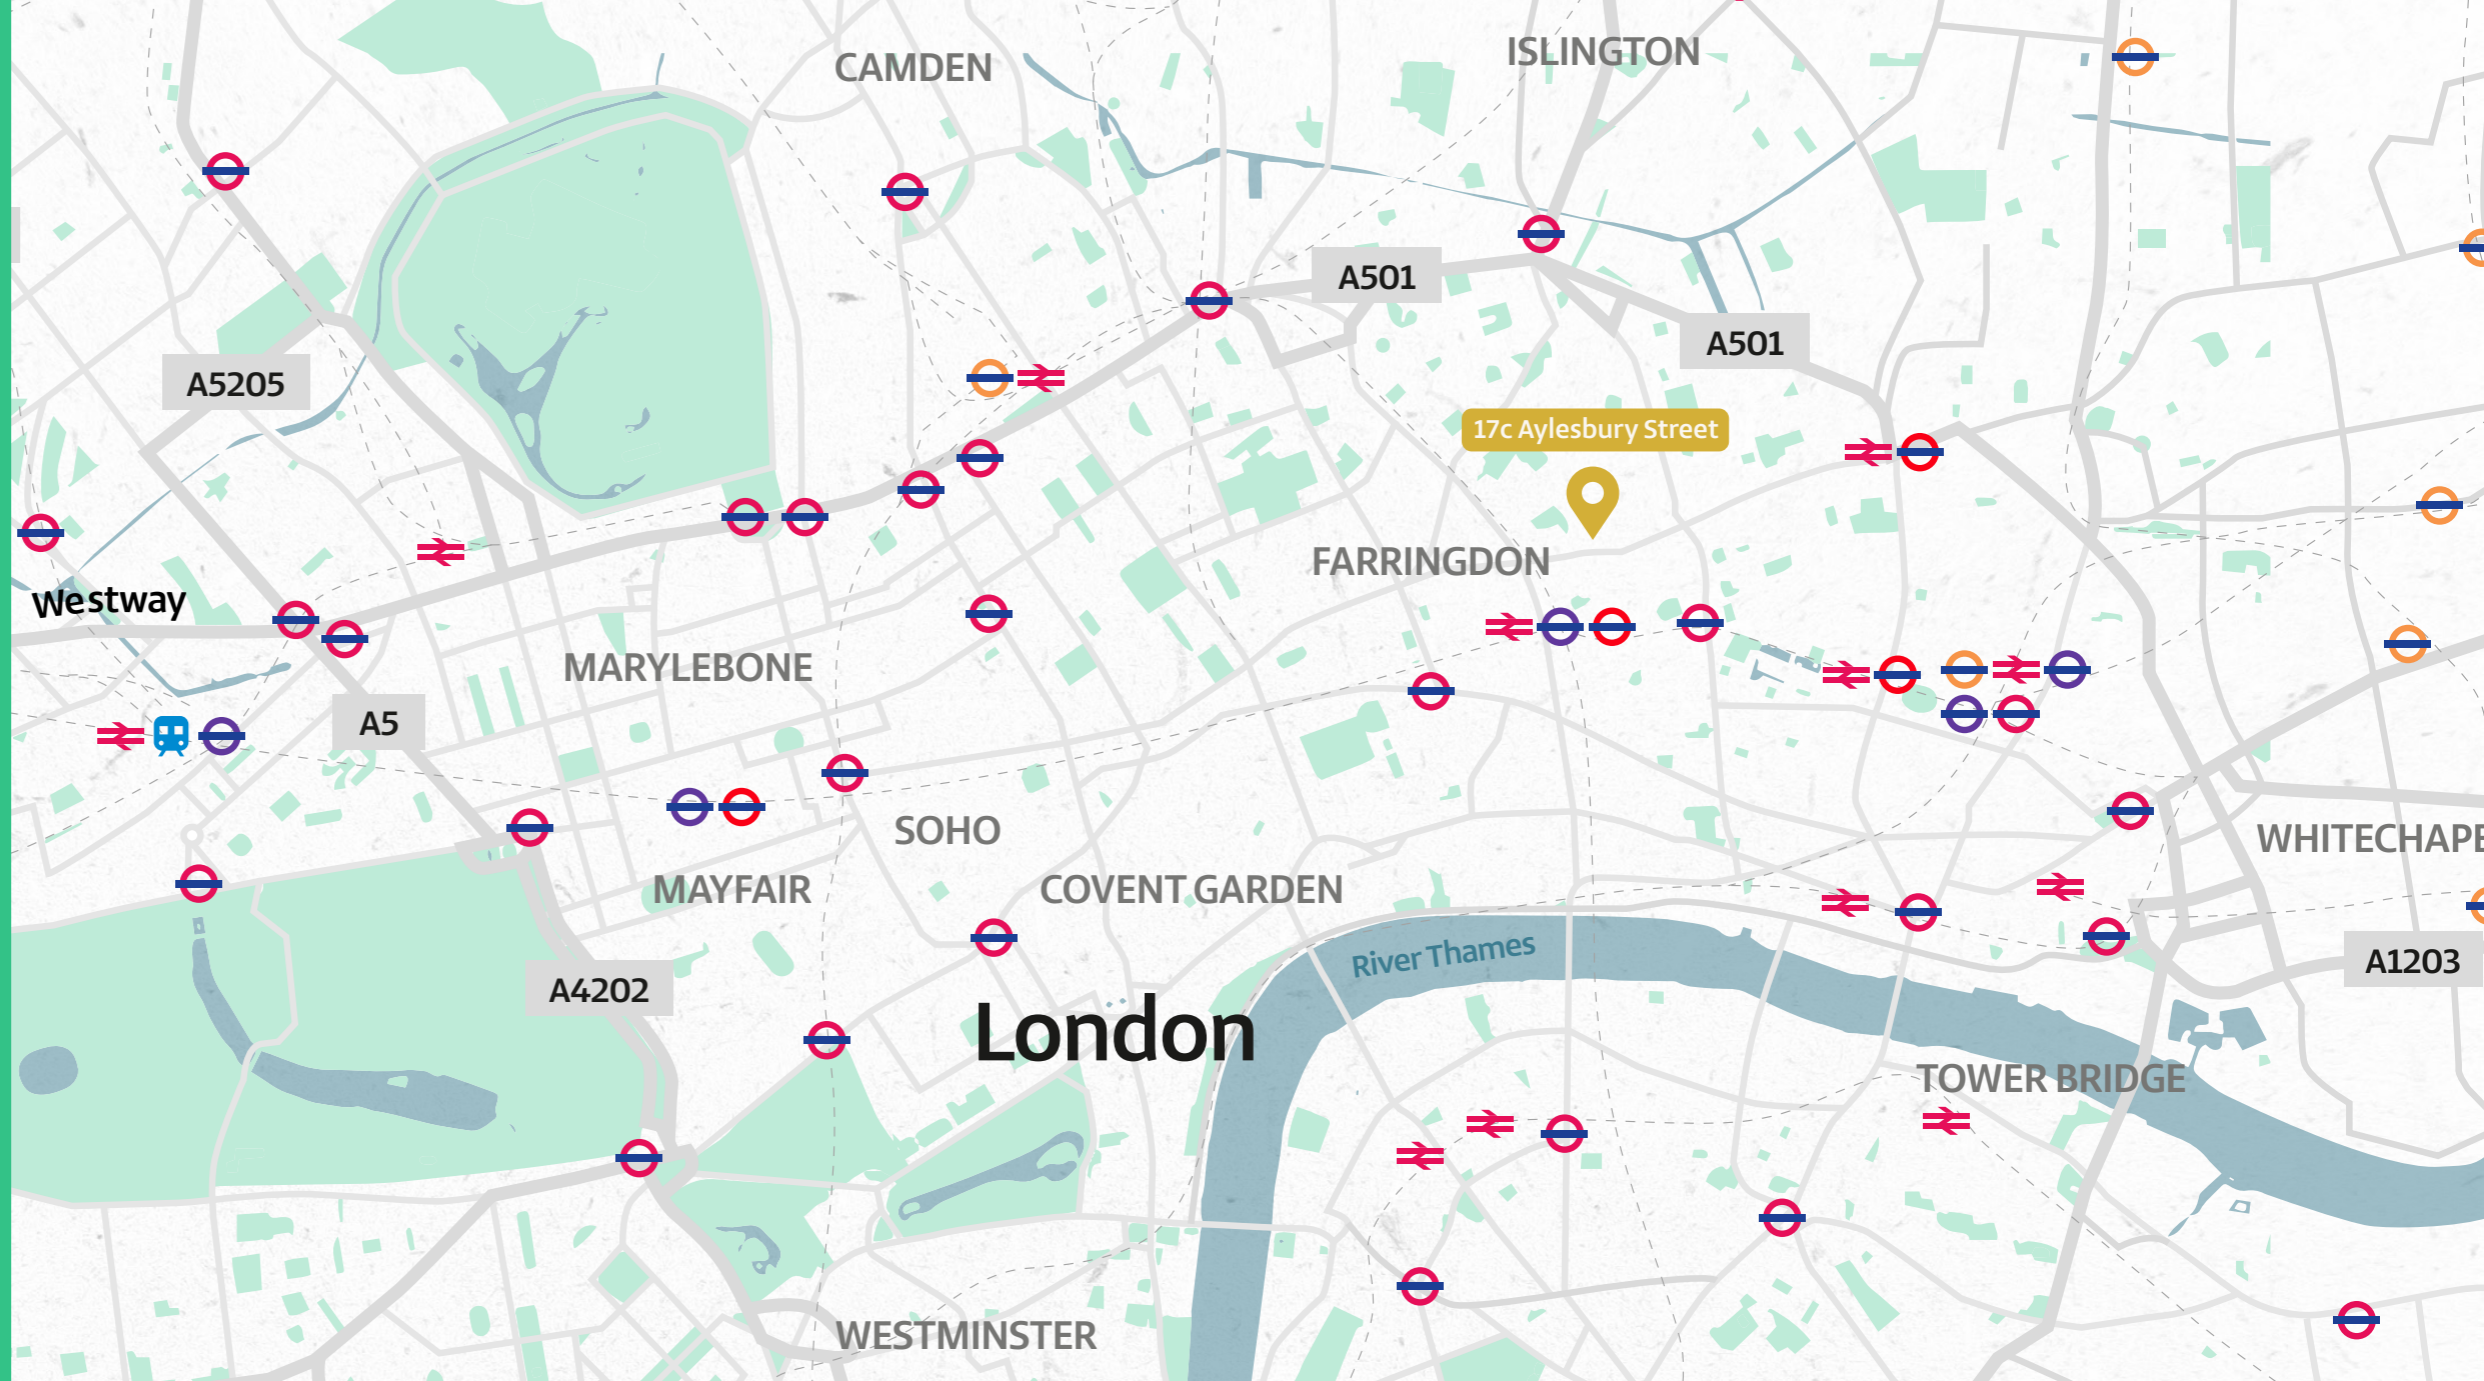 CAMDEN
ISLINGTON
A501
A501
A5205
17c Aylesbury Street
FARRINGDON
Westway
MARYLEBONE
A5
SOHO
WHITECHAPE
MAYFAIR
COVENT GARDEN
River Thames
A1203
A4202
London
TOWER BRIDGE
WESTMINSTER